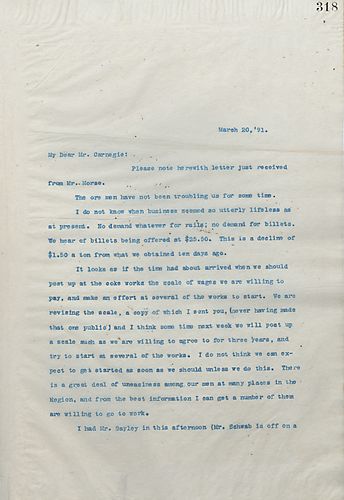 318
March 20,'91.
My Dear Mr. Carnegie:
Please note herewith letter just received
from Mr. Morse.
The ore men have not been troubling us for some time.
I do not know when business seemed so utterly lifeless as
at present. No demand whatever for rails; no demand for billets.
We hear of billets being offered at $25.50. This is a decline of
$1.50 a ton from what we obtained ten days ago.
It looks as if the time had about arrived when we should
post up at the coke works the scale of wages we are willing to
pay, and make an effort at several of the works to start. We are
revising the scale, a copy of which I sent you, (never having made
that one public) and I think some time next week we will post up
a scale such as we are willing to agree to for three years, and
try to start at several of the works. I do not think we can ex-
pect to get started as soon as we should unless we do this. There
is a great deal of uneasiness among our men at many places in the
Region, and from the best information I can get a number of them
are willing to go to work.
I had Mr. Gayley in this afternoon (Mr. Schwab is off on a